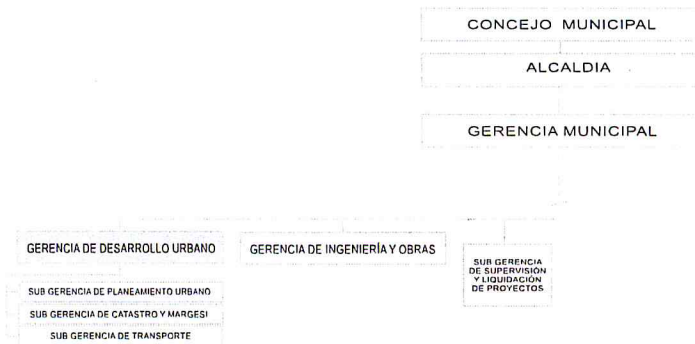 CONCEJO MUNICIPAL
ALCALDIA
GERENCIA MUNICIPAL
GERENCIA DE DESARROLLO URBANO
GERENCIA DE INGENIERÍA Y OBRAS
SUB GERENCIA
DE SUPERVISIÓN
Y LIQUIDACIÓN
DE PROYECTOS
SUB GERENCIA DE PLANEAMIENTO URBANO
SUB GERENCIA DE CATASTRO Y MARGESI
SUB GERENCIA DE TRANSPORTE